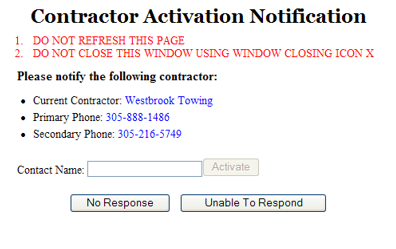 Contractor Activation Notification
1. DO NOT REFRESH THIS PAGE
2. DO NOT CLOSE THIS WINDOW USING WINDOW CLOSING ICON X
Please notify the following contractor:
• Current Contractor: Westbrook Towing
• Primary Phone: 305-888-1486
• Secondary Phone: 305-216-5749
Contact Name: Activate
No Response Unable To Respond